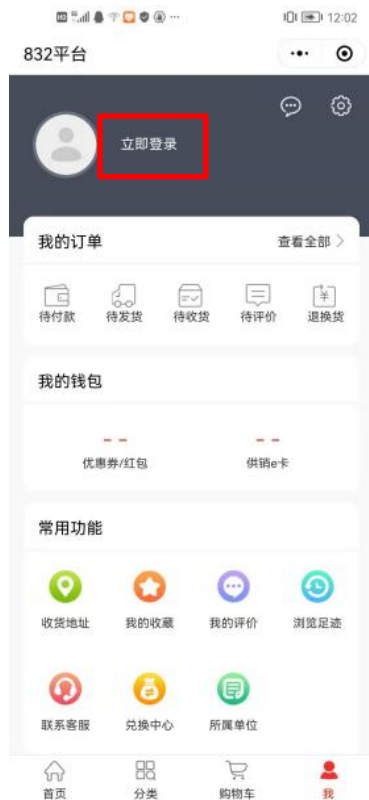 12:02
832平台
立即登录
我的订单 查看全部
待付款 待发货 待收货 待评价 退换货
我的钱包
-- --
优惠券/红包 供销e卡
常用功能
收货地址 我的收藏 我的评价 浏览足迹
联系客服 兑换中心 所属单位
首页 分类 购物车 我